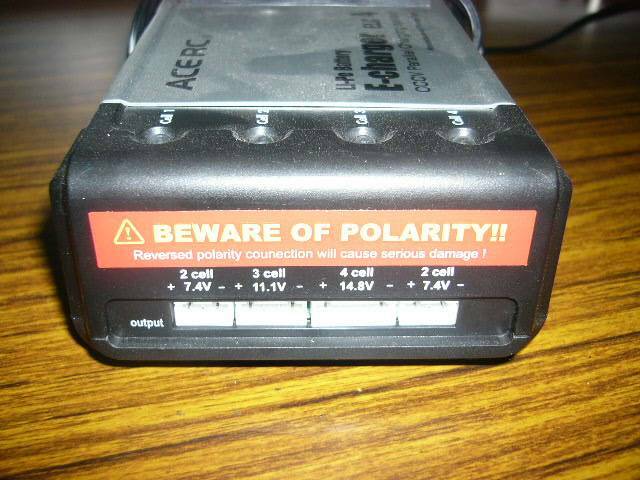 ACE RC
Li-Po Battery
E-charger
CCCV
Cell 1 Cell 2 Cell 3 Cell 4
BEWARE OF POLARITY!!
Reversed polarity counnection will cause serious damage !
2 cell 3 cell 4 cell 2 cell
+ 7.4V − + 11.1V − + 14.8V − + 7.4V −
output